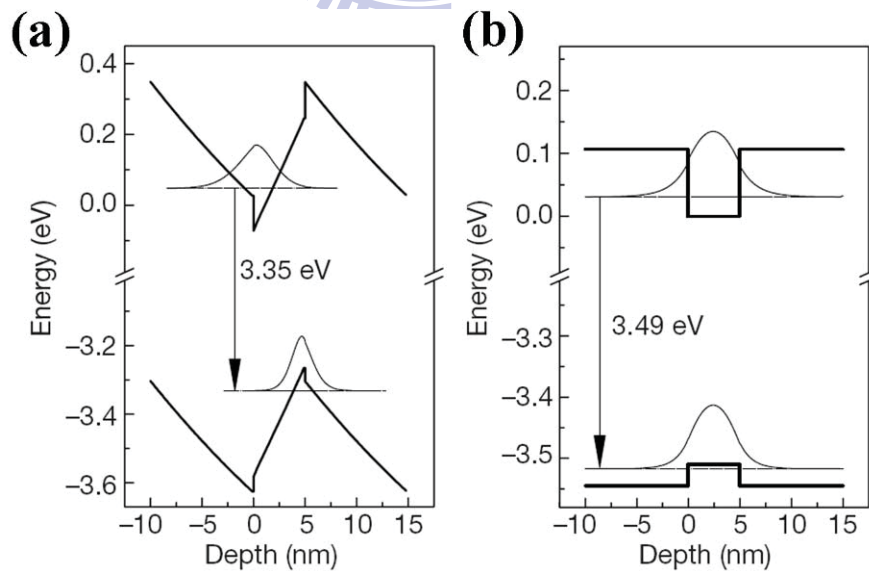 (a)
(b)
0.4
0.2
0.0
−3.2
−3.4
−3.6
Energy (eV)
3.35 eV
−10 −5 0 5 10 15
Depth (nm)
0.2
0.1
0.0
−3.3
−3.4
−3.5
Energy (eV)
3.49 eV
−10 −5 0 5 10 15
Depth (nm)